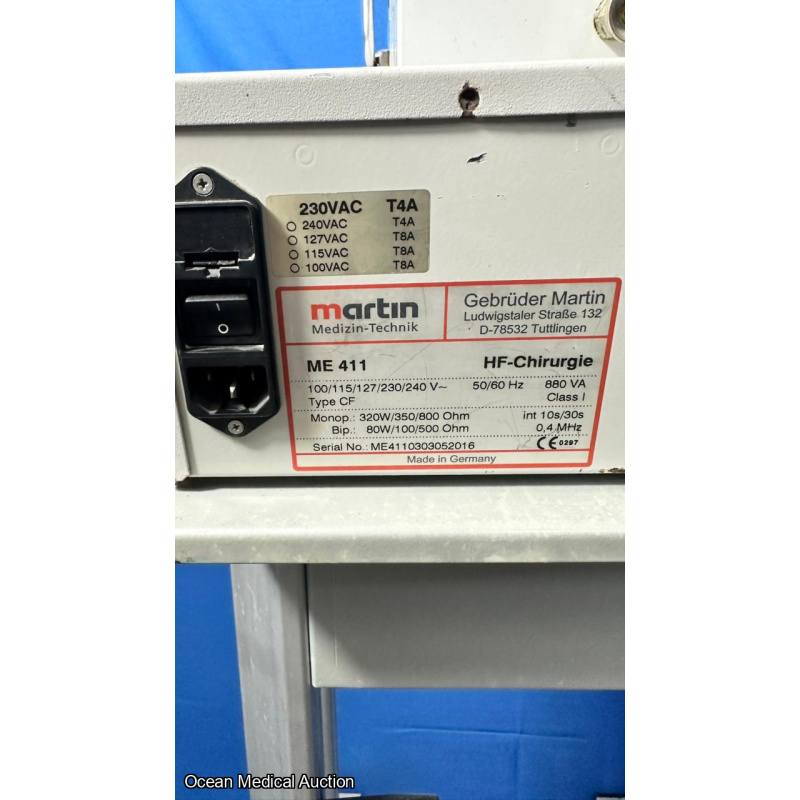 230VAC T4A
240VAC T4A
127VAC T8A
115VAC T8A
100VAC T8A
martin
Medizin-Technik
Gebrüder Martin
Ludwigstaler Straße 132
D-78532 Tuttlingen
ME 411 HF-Chirurgie
100/115/127/230/240 V~ 50/60 Hz 880 VA
Type CF Class I
Monop.: 320W/350/800 Ohm int 10s/30s
Bip.: 80W/100/500 Ohm 0,4 MHz
Serial No.: ME4110303052016 CE 0297
Made in Germany
Ocean Medical Auction